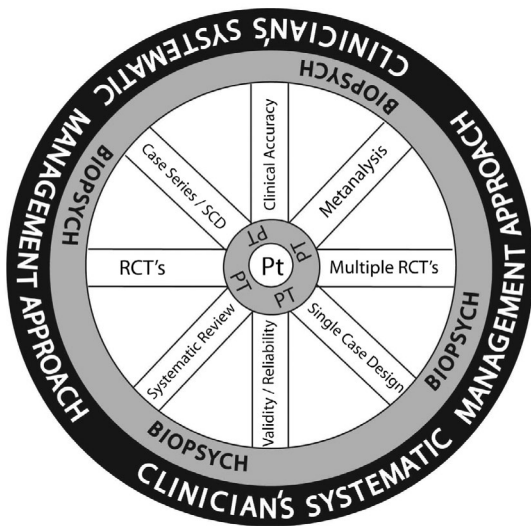 CLINICIAN'S SYSTEMATIC MANAGEMENT APPROACH
CLINICIAN'S SYSTEMATIC MANAGEMENT APPROACH
BIOPSYCH
BIOPSYCH
BIOPSYCH
BIOPSYCH
Clinical Accuracy
Metanalysis
Multiple RCT's
Single Case Design
Validity / Reliability
Systematic Review
RCT's
Case Series / SCD
PT
PT
PT
PT
Pt